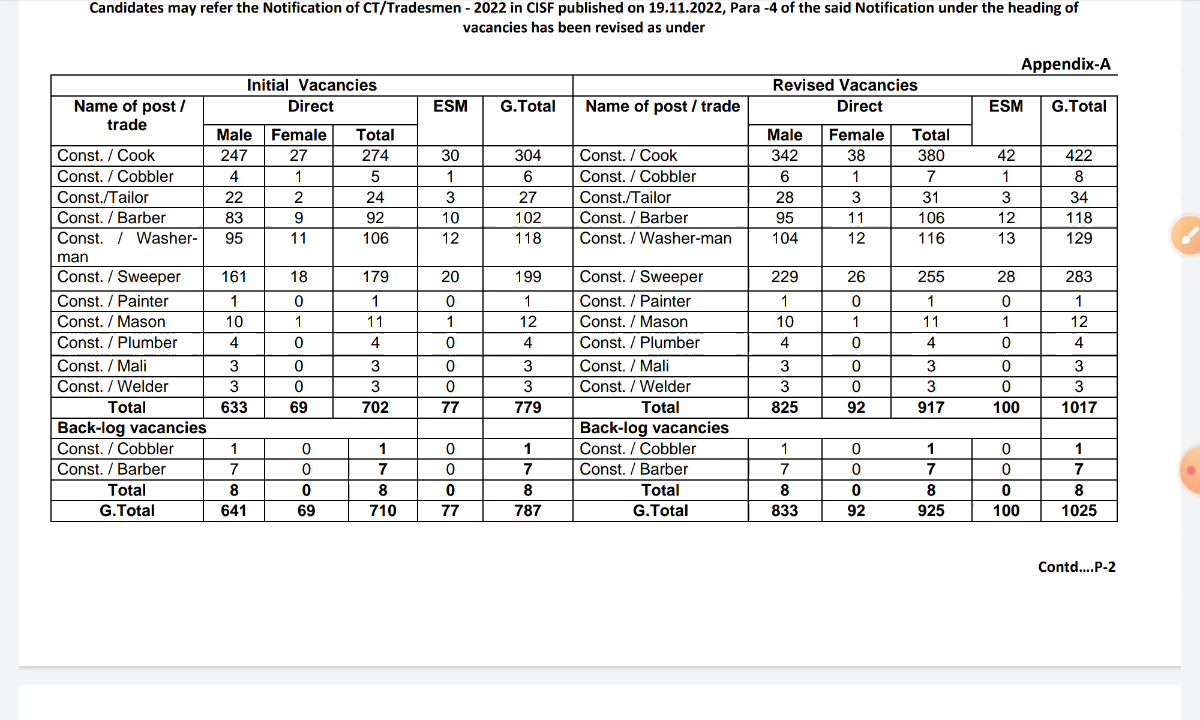 Candidates may refer the Notification of CT/Tradesmen - 2022 in CISF published on 19.11.2022, Para -4 of the said Notification under the heading of
vacancies has been revised as under
Appendix-A
Initial Vacancies Revised Vacancies
Name of post / trade Direct ESM G.Total Name of post / trade Direct ESM G.Total
Male Female Total Male Female Total
Const. / Cook 247 27 274 30 304 Const. / Cook 342 38 380 42 422
Const. / Cobbler 4 1 5 1 6 Const. / Cobbler 6 1 7 1 8
Const./Tailor 22 2 24 3 27 Const./Tailor 28 3 31 3 34
Const. / Barber 83 9 92 10 102 Const. / Barber 95 11 106 12 118
Const. / Washer-man 95 11 106 12 118 Const. / Washer-man 104 12 116 13 129
Const. / Sweeper 161 18 179 20 199 Const. / Sweeper 229 26 255 28 283
Const. / Painter 1 0 1 0 1 Const. / Painter 1 0 1 0 1
Const. / Mason 10 1 11 1 12 Const. / Mason 10 1 11 1 12
Const. / Plumber 4 0 4 0 4 Const. / Plumber 4 0 4 0 4
Const. / Mali 3 0 3 0 3 Const. / Mali 3 0 3 0 3
Const. / Welder 3 0 3 0 3 Const. / Welder 3 0 3 0 3
Total 633 69 702 77 779 Total 825 92 917 100 1017
Back-log vacancies Back-log vacancies
Const. / Cobbler 1 0 1 0 1 Const. / Cobbler 1 0 1 0 1
Const. / Barber 7 0 7 0 7 Const. / Barber 7 0 7 0 7
Total 8 0 8 0 8 Total 8 0 8 0 8
G.Total 641 69 710 77 787 G.Total 833 92 925 100 1025
Contd....P-2